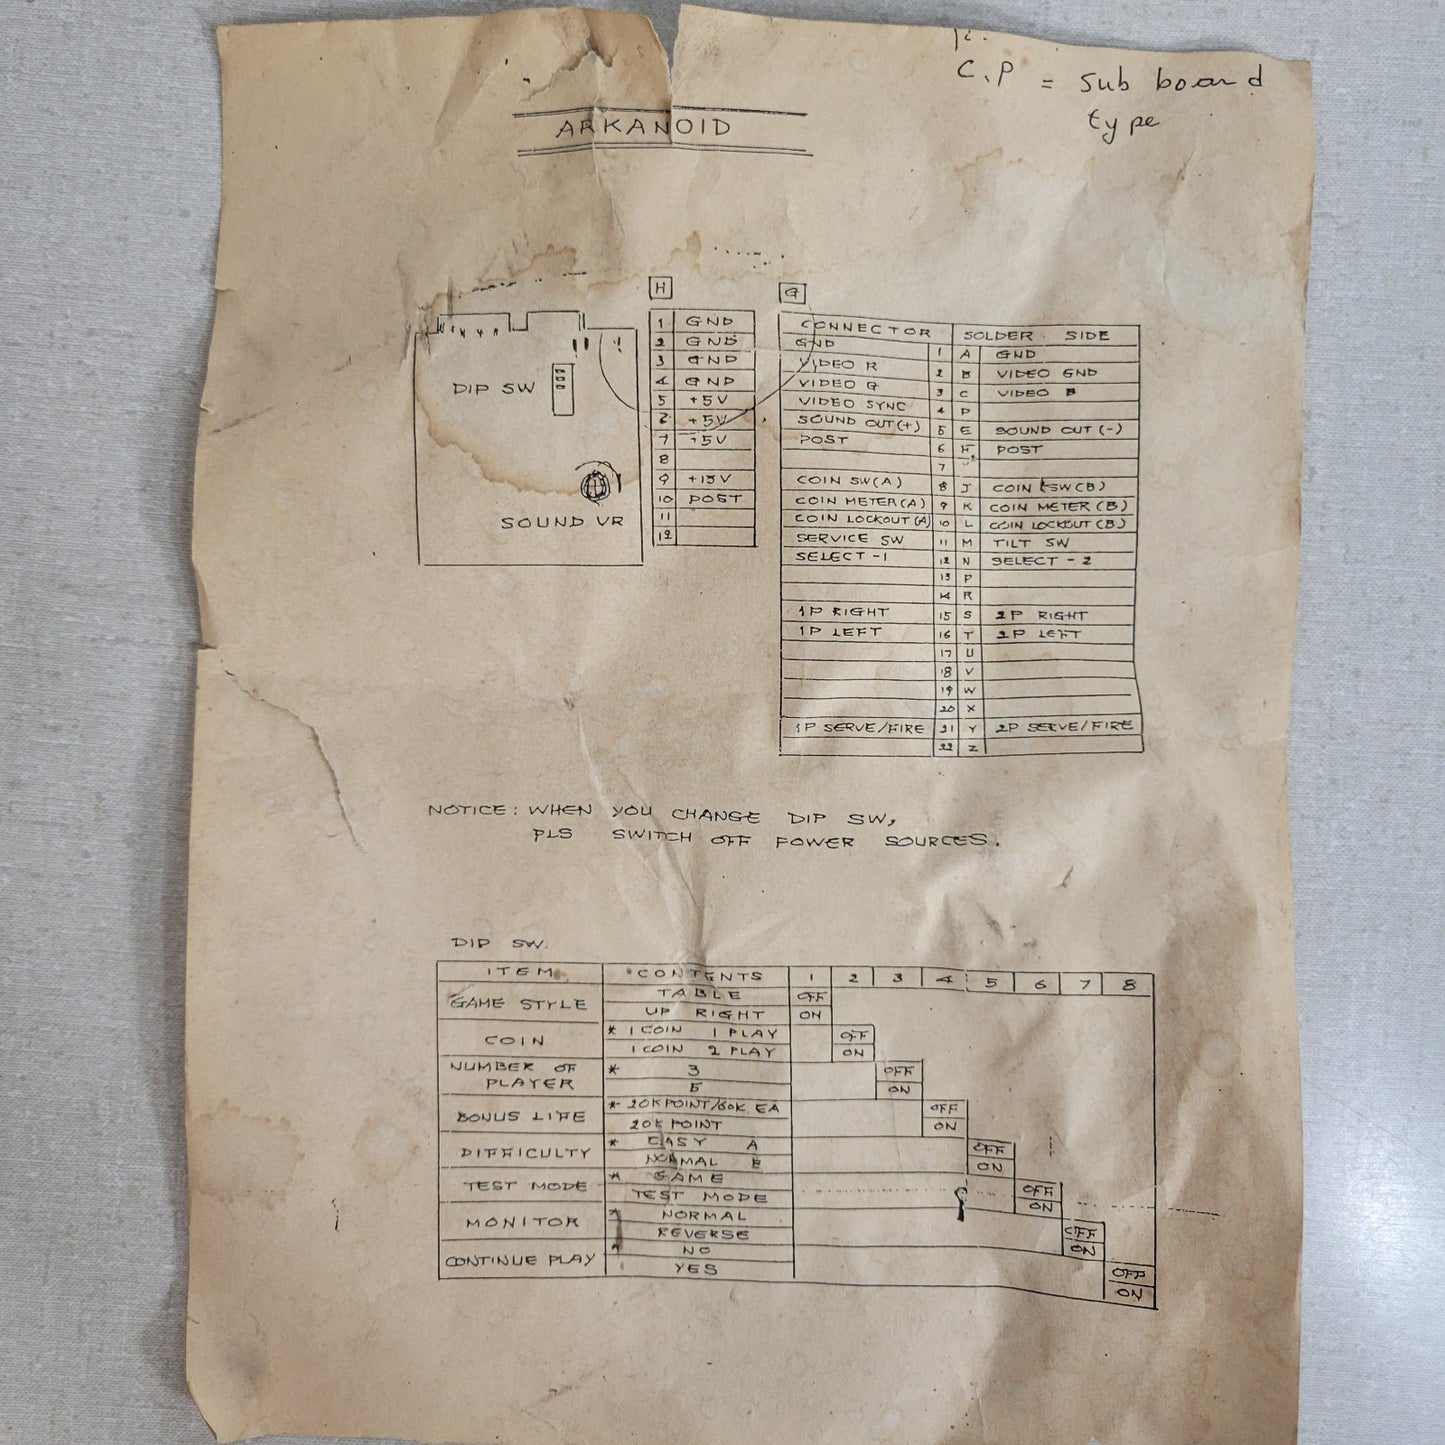 C.P = sub board
type
ARKANOID
H
1 GND
2 GND
3 GND
4 GND
5 +5V
6 +5V
7 +5V
8
9
10 POST
11
12
DIP SW
SOUND VR
G
CONNECTOR SOLDER SIDE
GND 1 A GND
VIDEO R 2 B VIDEO GND
VIDEO G 3 C VIDEO B
VIDEO SYNC 4 D
SOUND OUT(+) 5 E SOUND OUT(-)
POST 6 H POST
7
COIN SW(A) 8 J COIN SW(B)
COIN METER(A) 9 K COIN METER(B)
COIN LOCKOUT(A) 10 L COIN LOCKOUT(B)
SERVICE SW 11 M TILT SW
SELECT -1 12 N SELECT -2
13 P
14 R
1P RIGHT 15 S 2P RIGHT
1P LEFT 16 T 2P LEFT
17 U
18 V
19 W
20 X
1P SERVE/FIRE 21 Y 2P SERVE/FIRE
22 Z
NOTICE: WHEN YOU CHANGE DIP SW,
PLS SWITCH OFF POWER SOURCES.
DIP SW.
ITEM CONTENTS 1 2 3 4 5 6 7 8
GAME STYLE TABLE OFF
UP RIGHT ON
COIN * 1 COIN 1 PLAY OFF
1 COIN 2 PLAY ON
NUMBER OF * 3 OFF
PLAYER 5 ON
BONUS LIFE * 20K POINT/60K EA OFF
20K POINT ON
DIFFICULTY * EASY A OFF
NORMAL B ON
TEST MODE * GAME OFF
TEST MODE ON
MONITOR * NORMAL OFF
REVERSE ON
CONTINUE PLAY * NO OFF
YES ON